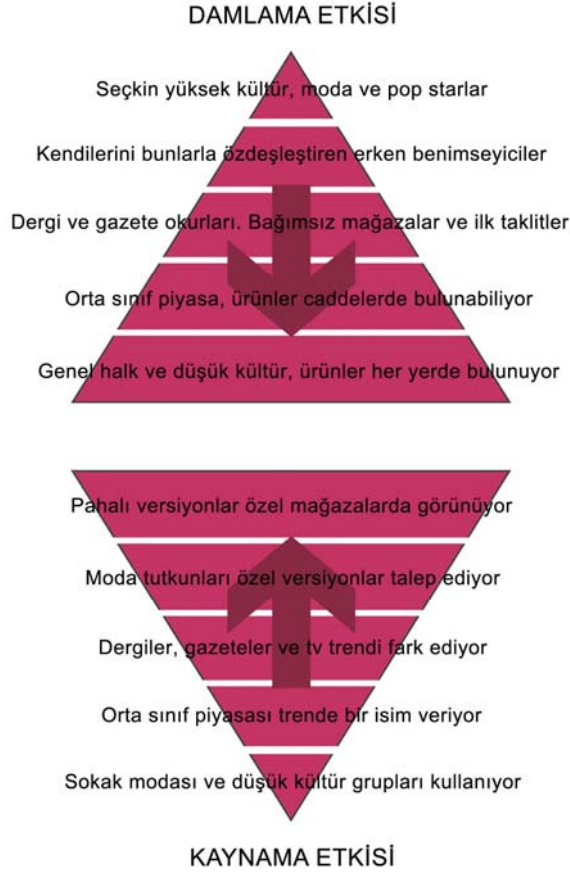 DAMLAMA ETKİSİ
Seçkin yüksek kültür, moda ve pop starlar
Kendilerini bunlarla özdeşleştiren erken benimseyiciler
Dergi ve gazete okurları. Bağımsız mağazalar ve ilk taklitler
Orta sınıf piyasa, ürünler caddelerde bulunabiliyor
Genel halk ve düşük kültür, ürünler her yerde bulunuyor
Pahalı versiyonlar özel mağazalarda görünüyor
Moda tutkunları özel versiyonlar talep ediyor
Dergiler, gazeteler ve tv trendi fark ediyor
Orta sınıf piyasası trende bir isim veriyor
Sokak modası ve düşük kültür grupları kullanıyor
KAYNAMA ETKİSİ